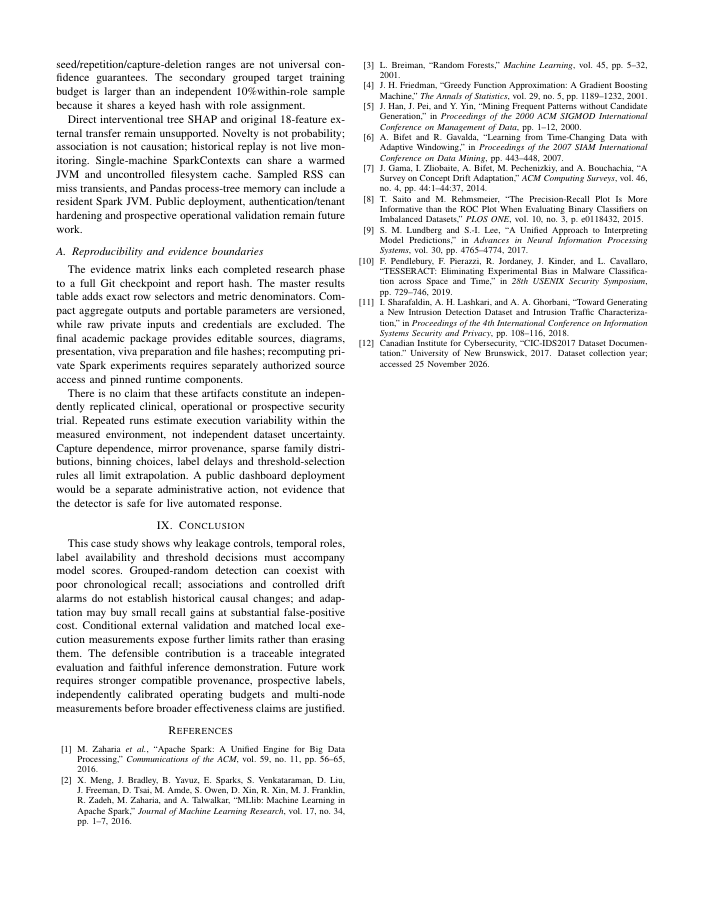 seed/repetition/capture-deletion ranges are not universal con-
fidence guarantees. The secondary grouped target training
budget is larger than an independent 10%within-role sample
because it shares a keyed hash with role assignment.
Direct interventional tree SHAP and original 18-feature ex-
ternal transfer remain unsupported. Novelty is not probability;
association is not causation; historical replay is not live mon-
itoring. Single-machine SparkContexts can share a warmed
JVM and uncontrolled filesystem cache. Sampled RSS can
miss transients, and Pandas process-tree memory can include a
resident Spark JVM. Public deployment, authentication/tenant
hardening and prospective operational validation remain future
work.
A. Reproducibility and evidence boundaries
The evidence matrix links each completed research phase
to a full Git checkpoint and report hash. The master results
table adds exact row selectors and metric denominators. Com-
pact aggregate outputs and portable parameters are versioned,
while raw private inputs and credentials are excluded. The
final academic package provides editable sources, diagrams,
presentation, viva preparation and file hashes; recomputing pri-
vate Spark experiments requires separately authorized source
access and pinned runtime components.
There is no claim that these artifacts constitute an indepen-
dently replicated clinical, operational or prospective security
trial. Repeated runs estimate execution variability within the
measured environment, not independent dataset uncertainty.
Capture dependence, mirror provenance, sparse family distri-
butions, binning choices, label delays and threshold-selection
rules all limit extrapolation. A public dashboard deployment
would be a separate administrative action, not evidence that
the detector is safe for live automated response.
IX. CONCLUSION
This case study shows why leakage controls, temporal roles,
label availability and threshold decisions must accompany
model scores. Grouped-random detection can coexist with
poor chronological recall; associations and controlled drift
alarms do not establish historical causal changes; and adap-
tation may buy small recall gains at substantial false-positive
cost. Conditional external validation and matched local exe-
cution measurements expose further limits rather than erasing
them. The defensible contribution is a traceable integrated
evaluation and faithful inference demonstration. Future work
requires stronger compatible provenance, prospective labels,
independently calibrated operating budgets and multi-node
measurements before broader effectiveness claims are justified.
REFERENCES
[1] M. Zaharia et al., “Apache Spark: A Unified Engine for Big Data
Processing,” Communications of the ACM, vol. 59, no. 11, pp. 56–65,
2016.
[2] X. Meng, J. Bradley, B. Yavuz, E. Sparks, S. Venkataraman, D. Liu,
J. Freeman, D. Tsai, M. Amde, S. Owen, D. Xin, R. Xin, M. J. Franklin,
R. Zadeh, M. Zaharia, and A. Talwalkar, “MLlib: Machine Learning in
Apache Spark,” Journal of Machine Learning Research, vol. 17, no. 34,
pp. 1–7, 2016.
[3] L. Breiman, “Random Forests,” Machine Learning, vol. 45, pp. 5–32,
2001.
[4] J. H. Friedman, “Greedy Function Approximation: A Gradient Boosting
Machine,” The Annals of Statistics, vol. 29, no. 5, pp. 1189–1232, 2001.
[5] J. Han, J. Pei, and Y. Yin, “Mining Frequent Patterns without Candidate
Generation,” in Proceedings of the 2000 ACM SIGMOD International
Conference on Management of Data, pp. 1–12, 2000.
[6] A. Bifet and R. Gavalda, “Learning from Time-Changing Data with
Adaptive Windowing,” in Proceedings of the 2007 SIAM International
Conference on Data Mining, pp. 443–448, 2007.
[7] J. Gama, I. Zliobaite, A. Bifet, M. Pechenizkiy, and A. Bouchachia, “A
Survey on Concept Drift Adaptation,” ACM Computing Surveys, vol. 46,
no. 4, pp. 44:1–44:37, 2014.
[8] T. Saito and M. Rehmsmeier, “The Precision-Recall Plot Is More
Informative than the ROC Plot When Evaluating Binary Classifiers on
Imbalanced Datasets,” PLOS ONE, vol. 10, no. 3, p. e0118432, 2015.
[9] S. M. Lundberg and S.-I. Lee, “A Unified Approach to Interpreting
Model Predictions,” in Advances in Neural Information Processing
Systems, vol. 30, pp. 4765–4774, 2017.
[10] F. Pendlebury, F. Pierazzi, R. Jordaney, J. Kinder, and L. Cavallaro,
“TESSERACT: Eliminating Experimental Bias in Malware Classifica-
tion across Space and Time,” in 28th USENIX Security Symposium,
pp. 729–746, 2019.
[11] I. Sharafaldin, A. H. Lashkari, and A. A. Ghorbani, “Toward Generating
a New Intrusion Detection Dataset and Intrusion Traffic Characteriza-
tion,” in Proceedings of the 4th International Conference on Information
Systems Security and Privacy, pp. 108–116, 2018.
[12] Canadian Institute for Cybersecurity, “CIC-IDS2017 Dataset Documen-
tation.” University of New Brunswick, 2017. Dataset collection year;
accessed 25 November 2026.